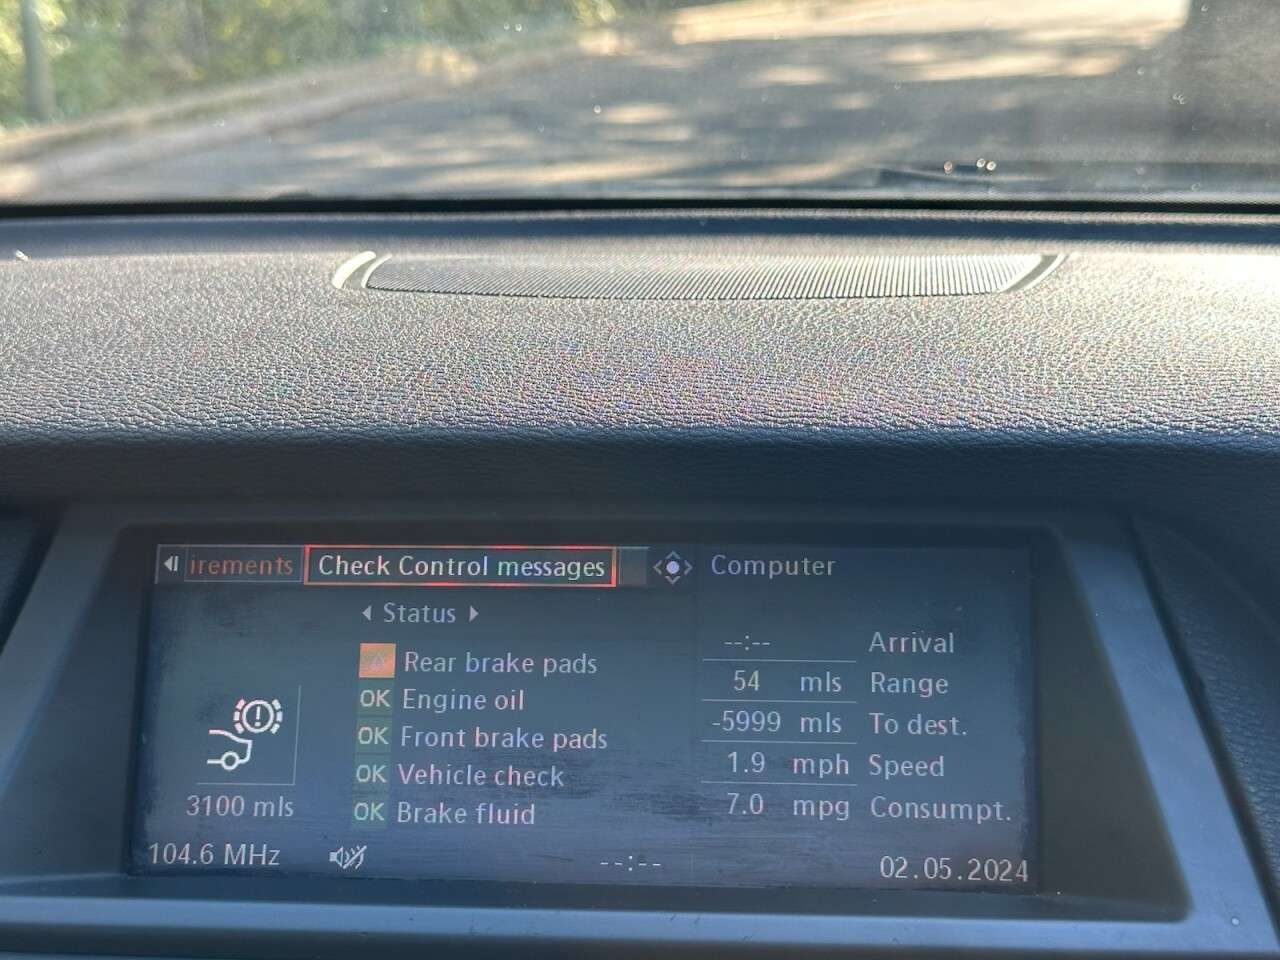 irements Check Control messages Computer
Status
Rear brake pads
OK Engine oil
OK Front brake pads
OK Vehicle check
OK Brake fluid
3100 mls
--:-- Arrival
54 mls Range
-5999 mls To dest.
1.9 mph Speed
7.0 mpg Consumpt.
104.6 MHz --:-- 02.05.2024